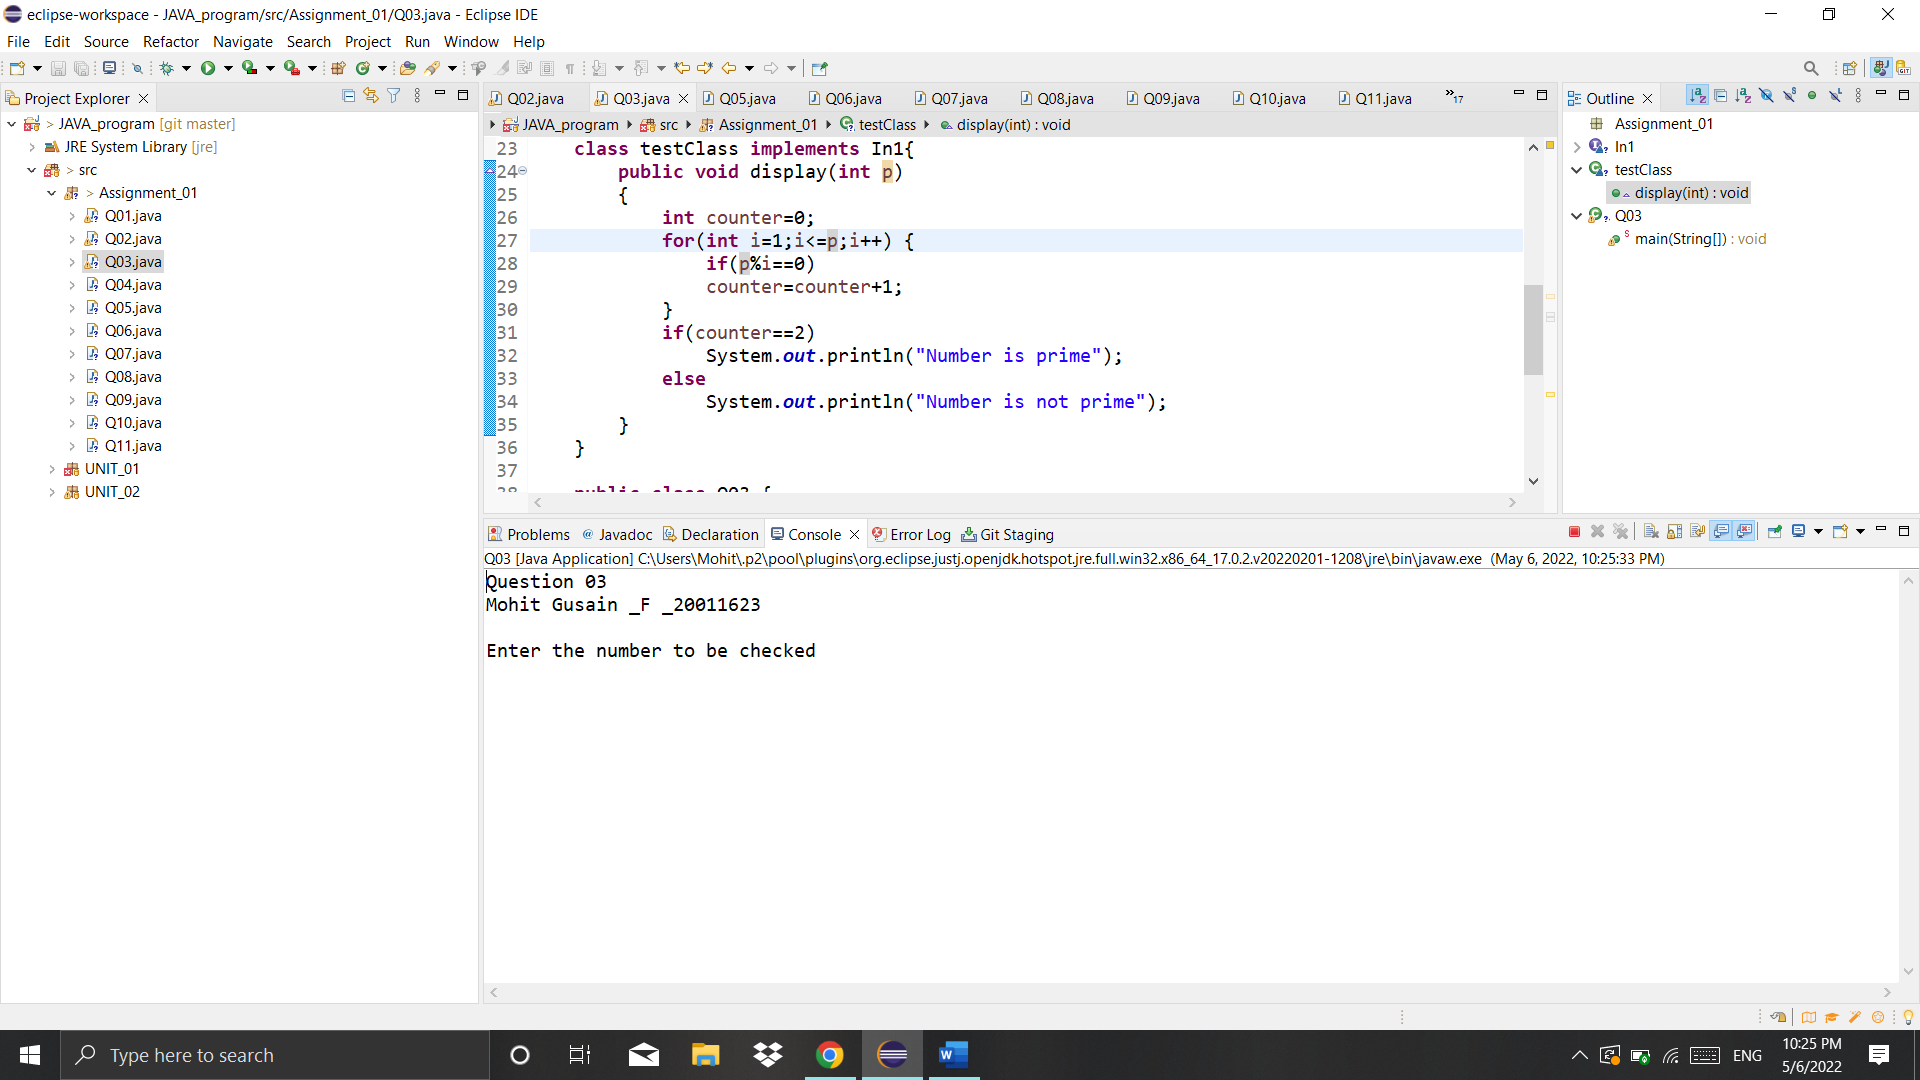 eclipse-workspace - JAVA_program/src/Assignment_01/Q03.java - Eclipse IDE
File Edit Source Refactor Navigate Search Project Run Window Help
Project Explorer
> JAVA_program [git master]
JRE System Library [jre]
> src
> Assignment_01
Q01.java
Q02.java
Q03.java
Q04.java
Q05.java
Q06.java
Q07.java
Q08.java
Q09.java
Q10.java
Q11.java
UNIT_01
UNIT_02
Q02.java Q03.java Q05.java Q06.java Q07.java Q08.java Q09.java Q10.java Q11.java »17
JAVA_program src Assignment_01 testClass display(int) : void
23 class testClass implements In1{
24 public void display(int p)
25 {
26 int counter=0;
27 for(int i=1;i<=p;i++) {
28 if(p%i==0)
29 counter=counter+1;
30 }
31 if(counter==2)
32 System.out.println("Number is prime");
33 else
34 System.out.println("Number is not prime");
35 }
36 }
37
38 public class Q03 {
Outline
Assignment_01
In1
testClass
display(int) : void
Q03
main(String[]) : void
Problems @ Javadoc Declaration Console Error Log Git Staging
Q03 [Java Application] C:\Users\Mohit\.p2\pool\plugins\org.eclipse.justj.openjdk.hotspot.jre.full.win32.x86_64_17.0.2.v20220201-1208\jre\bin\javaw.exe (May 6, 2022, 10:25:33 PM)
Question 03
Mohit Gusain _F _20011623
Enter the number to be checked
Type here to search
ENG
10:25 PM
5/6/2022